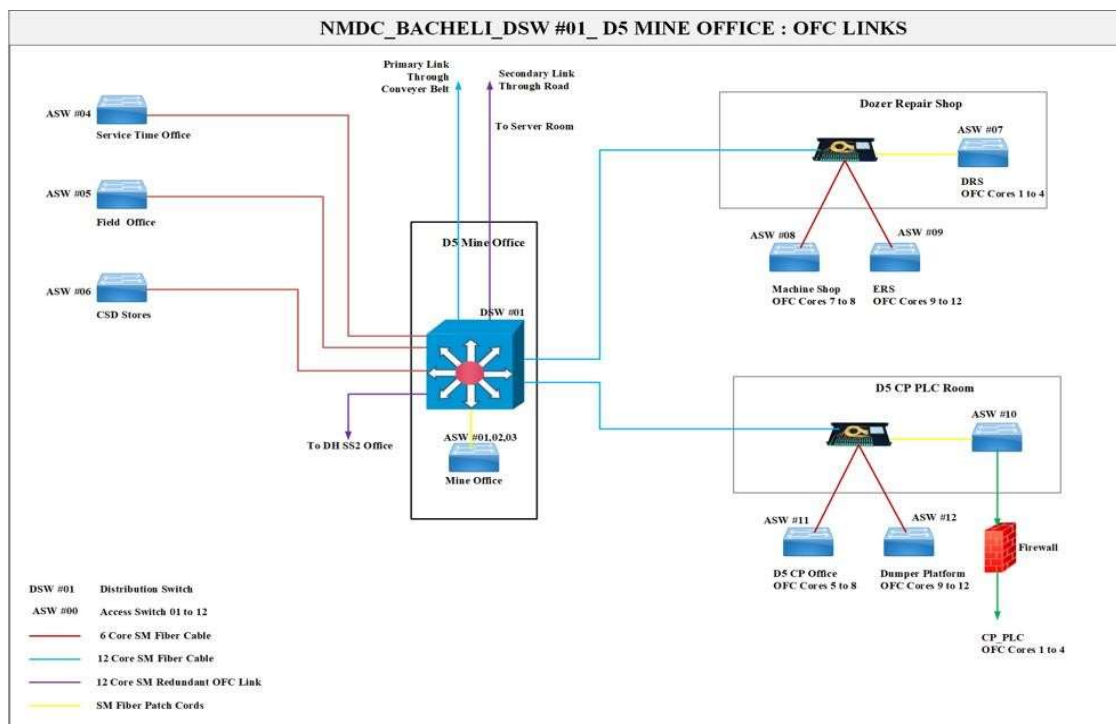 NMDC_BACHELI_DSW #01_ D5 MINE OFFICE : OFC LINKS
Primary Link
Through
Conveyer Belt
Secondary Link
Through Road
To Server Room
ASW #04
Service Time Office
ASW #05
Field Office
ASW #06
CSD Stores
D5 Mine Office
DSW #01
To DH SS2 Office
ASW #01,02,03
Mine Office
Dozer Repair Shop
ASW #07
DRS
OFC Cores 1 to 4
ASW #08
Machine Shop
OFC Cores 7 to 8
ASW #09
ERS
OFC Cores 9 to 12
D5 CP PLC Room
ASW #10
ASW #11
D5 CP Office
OFC Cores 5 to 8
ASW #12
Dumper Platform
OFC Cores 9 to 12
Firewall
CP_PLC
OFC Cores 1 to 4
DSW #01 Distribution Switch
ASW #00 Access Switch 01 to 12
6 Core SM Fiber Cable
12 Core SM Fiber Cable
12 Core SM Redundant OFC Link
SM Fiber Patch Cords